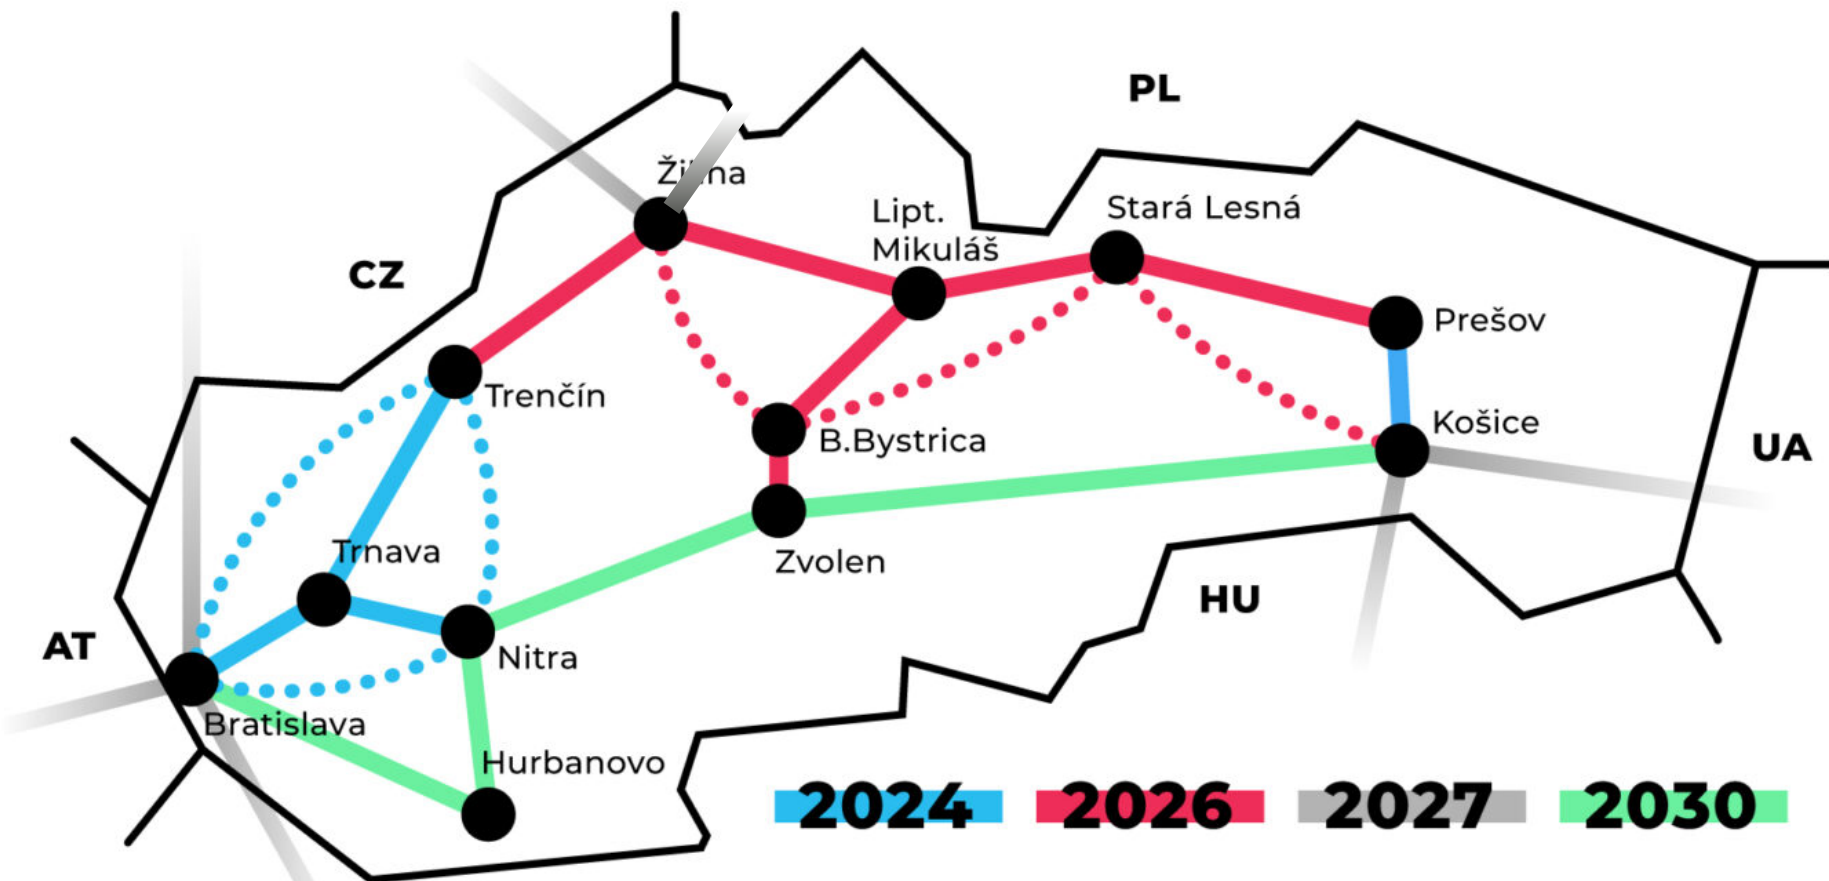 PL
Žilina
Lipt.
Mikuláš
Stará Lesná
CZ
Prešov
Trenčín
Košice
B.Bystrica
UA
Trnava
Zvolen
HU
AT
Nitra
Bratislava
Hurbanovo
2024 2026 2027 2030